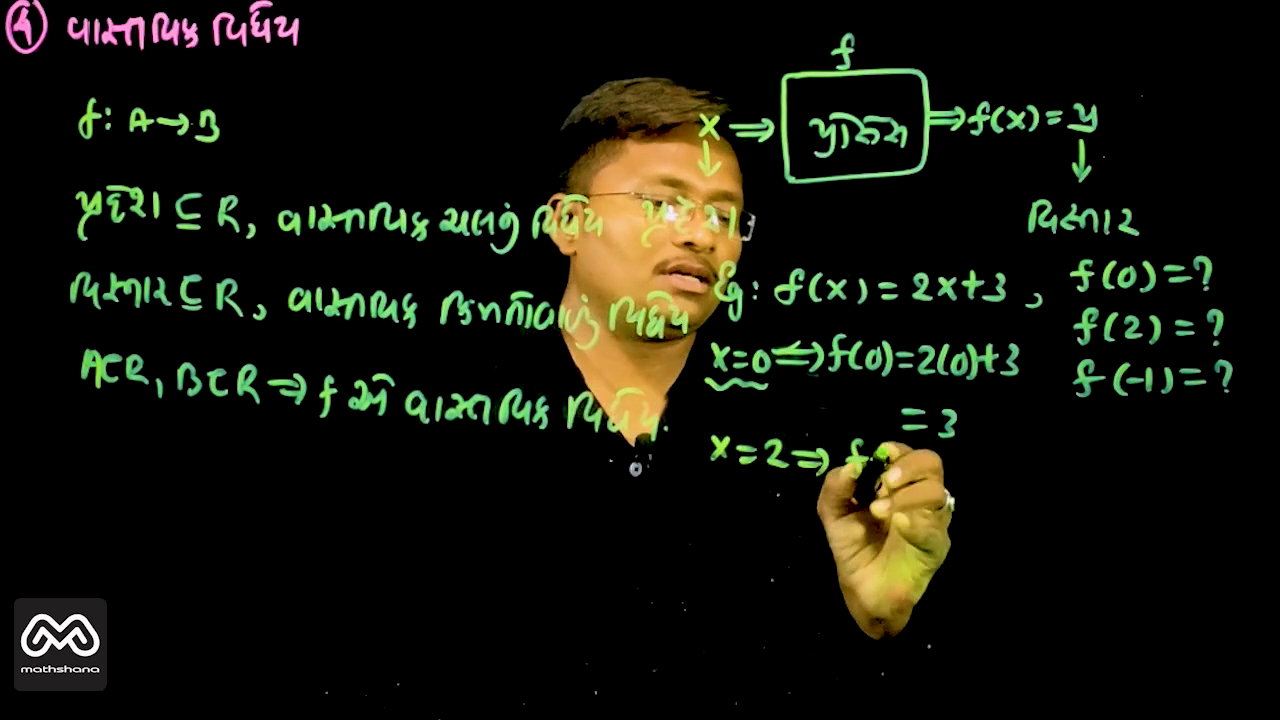 ④ વાસ્તવિક વિધેય
f: A→B
પ્રદેશ ⊆ R, વાસ્તવિક ચલનું વિધેય
વિસ્તાર ⊆ R, વાસ્તવિક કિંમતોવાળું વિધેય
A⊂R, B⊂R ⇒ f એ વાસ્તવિક વિધેય.
f
x ⇒ પ્રક્રિયા ⇒ f(x) = y
↓ ↓
પ્રદેશ વિસ્તાર
Eg: f(x) = 2x+3 , f(0)=?
f(2) = ?
f(-1)=?
x=0 ⇒ f(0)=2(0)+3
= 3
x=2 ⇒ f
mathshana